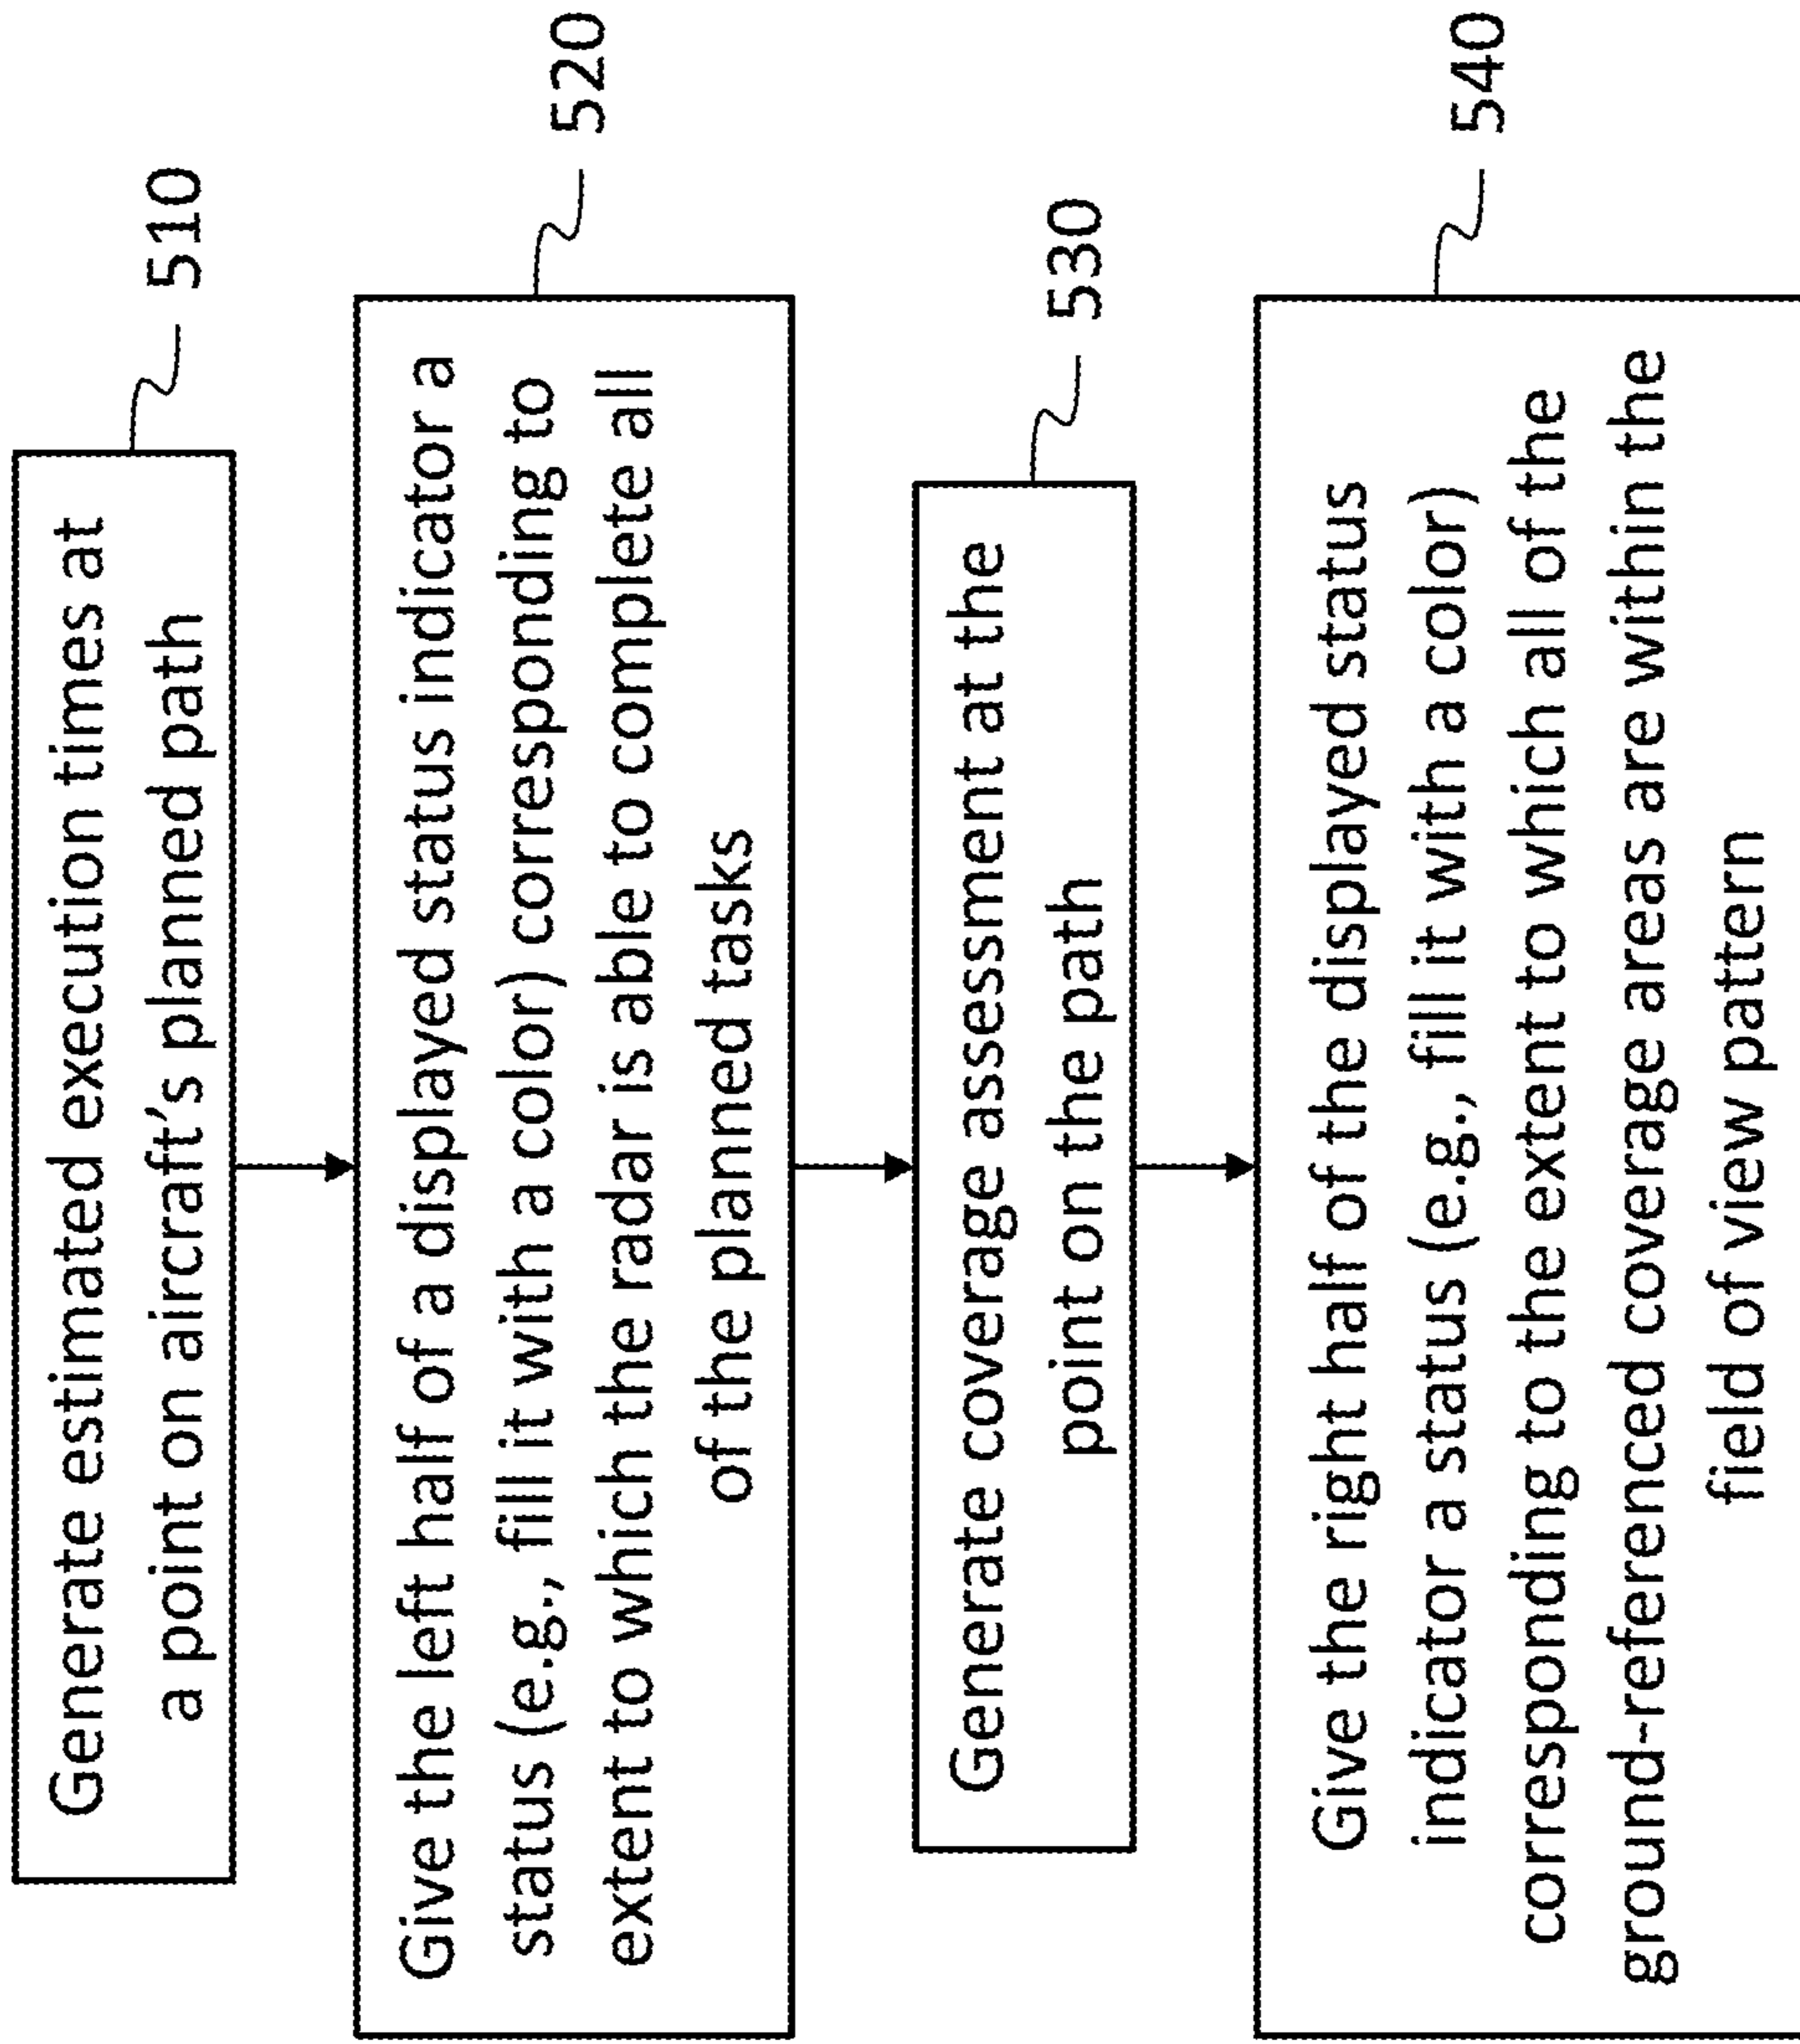 Generate estimated execution times at
a point on aircraft's planned path
510
Give the left half of a displayed status indicator a
status (e.g., fill it with a color) corresponding to
extent to which the radar is able to complete all
of the planned tasks
520
Generate coverage assessment at the
point on the path
530
Give the right half of the displayed status
indicator a status (e.g., fill it with a color)
corresponding to the extent to which all of the
ground-referenced coverage areas are within the
field of view pattern
540